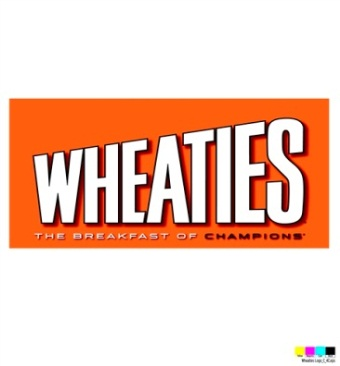 WHEATIES
THE BREAKFAST OF CHAMPIONS®